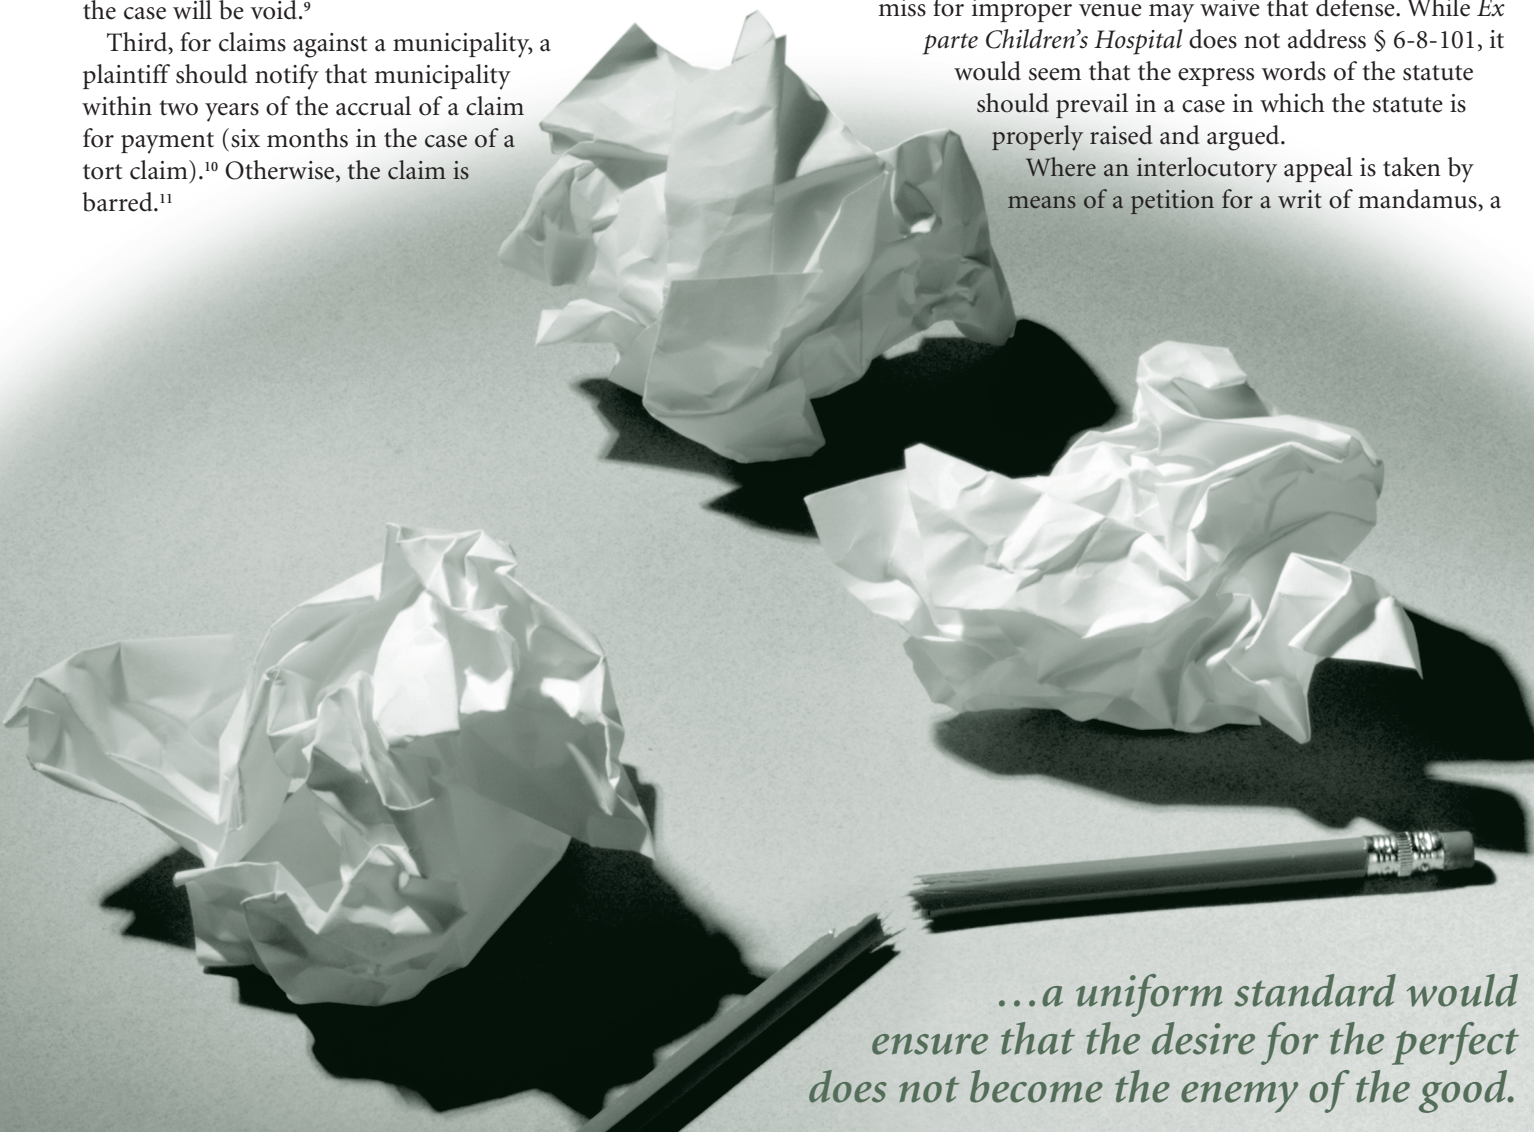 the case will be void.⁹
Third, for claims against a municipality, a
plaintiff should notify that municipality
within two years of the accrual of a claim
for payment (six months in the case of a
tort claim).¹⁰ Otherwise, the claim is
barred.¹¹
miss for improper venue may waive that defense. While Ex
parte Children’s Hospital does not address § 6-8-101, it
would seem that the express words of the statute
should prevail in a case in which the statute is
properly raised and argued.
Where an interlocutory appeal is taken by
means of a petition for a writ of mandamus, a
…a uniform standard would
ensure that the desire for the perfect
does not become the enemy of the good.